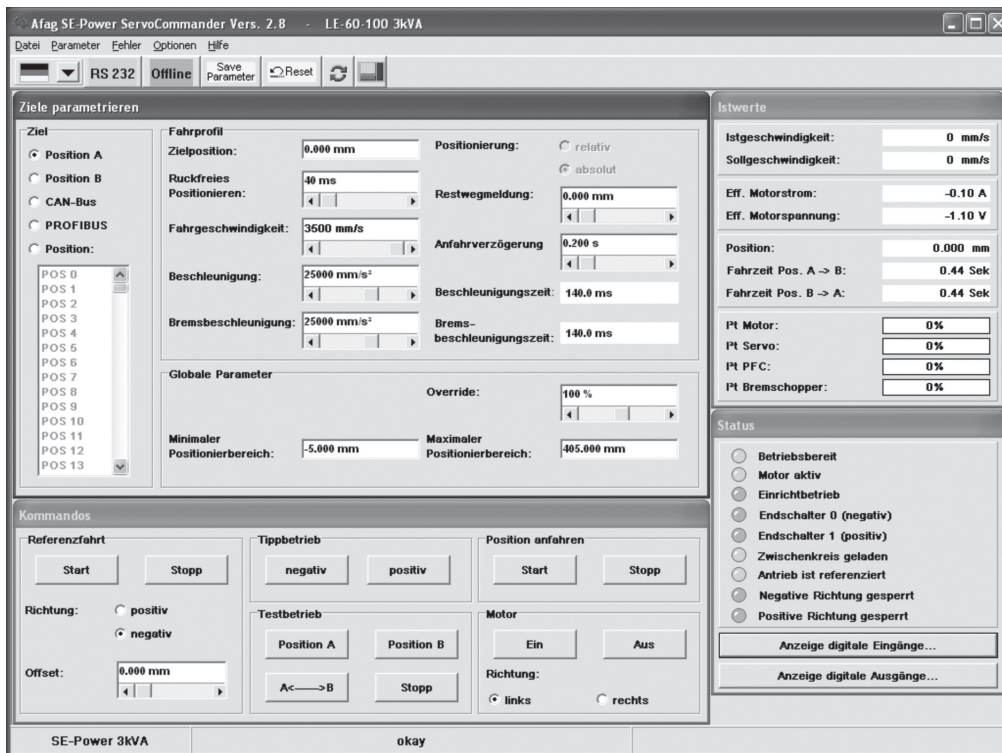 Afag SE-Power ServoCommander Vers. 2.8 - LE-60-100 3kVA
Datei Parameter Fehler Optionen Hilfe
RS 232 Offline Save Parameter Reset
Ziele parametrieren
Ziel
Position A
Position B
CAN-Bus
PROFIBUS
Position:
POS 0
POS 1
POS 2
POS 3
POS 4
POS 5
POS 6
POS 7
POS 8
POS 9
POS 10
POS 11
POS 12
POS 13
Fahrprofil
Zielposition: 0.000 mm
Ruckfreies
Positionieren: 40 ms
Fahrgeschwindigkeit: 3500 mm/s
Beschleunigung: 25000 mm/s²
Bremsbeschleunigung: 25000 mm/s²
Positionierung: relativ
absolut
Restwegmeldung: 0.000 mm
Anfahrverzögerung 0.200 s
Beschleunigungszeit: 140.0 ms
Brems-
beschleunigungszeit: 140.0 ms
Globale Parameter
Override: 100 %
Minimaler
Positionierbereich: -5.000 mm
Maximaler
Positionierbereich: 405.000 mm
Istwerte
Istgeschwindigkeit: 0 mm/s
Sollgeschwindigkeit: 0 mm/s
Eff. Motorstrom: -0.10 A
Eff. Motorspannung: -1.10 V
Position: 0.000 mm
Fahrzeit Pos. A -> B: 0.44 Sek
Fahrzeit Pos. B -> A: 0.44 Sek
I²t Motor: 0%
I²t Servo: 0%
I²t PFC: 0%
I²t Bremschopper: 0%
Status
Betriebsbereit
Motor aktiv
Einrichtbetrieb
Endschalter 0 (negativ)
Endschalter 1 (positiv)
Zwischenkreis geladen
Antrieb ist referenziert
Negative Richtung gesperrt
Positive Richtung gesperrt
Anzeige digitale Eingänge...
Anzeige digitale Ausgänge...
Kommandos
Referenzfahrt
Start Stopp
Richtung: positiv
negativ
Offset: 0.000 mm
Tippbetrieb
negativ positiv
Testbetrieb
Position A Position B
A<--->B Stopp
Position anfahren
Start Stopp
Motor
Ein Aus
Richtung:
links rechts
SE-Power 3kVA okay